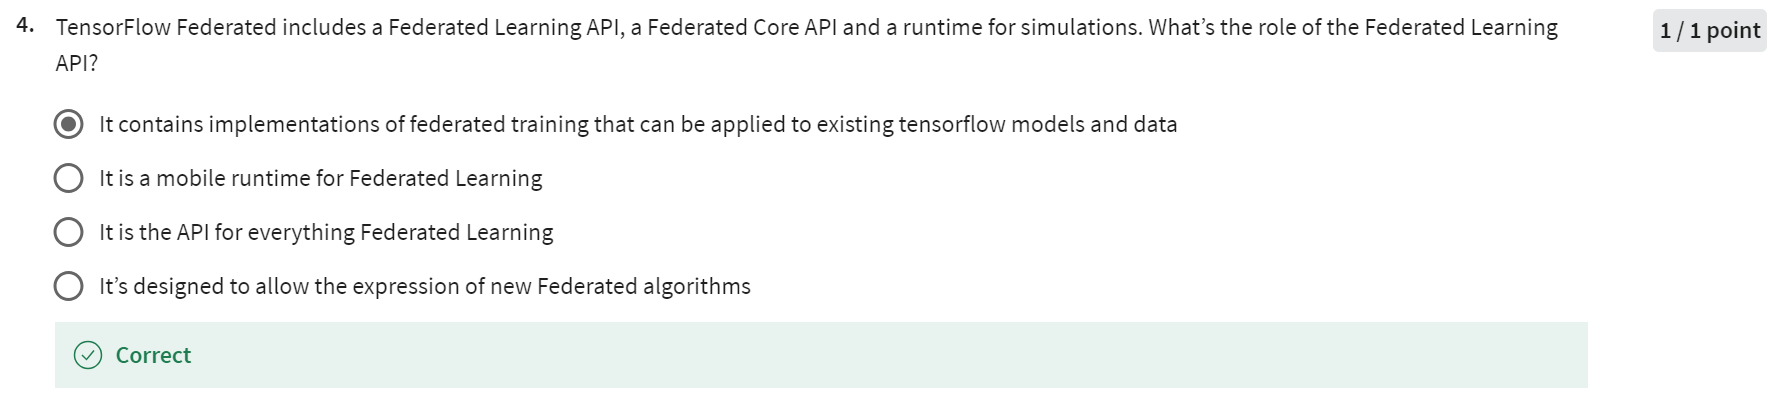 4. TensorFlow Federated includes a Federated Learning API, a Federated Core API and a runtime for simulations. What’s the role of the Federated Learning
API?
1 / 1 point
It contains implementations of federated training that can be applied to existing tensorflow models and data
It is a mobile runtime for Federated Learning
It is the API for everything Federated Learning
It’s designed to allow the expression of new Federated algorithms
Correct